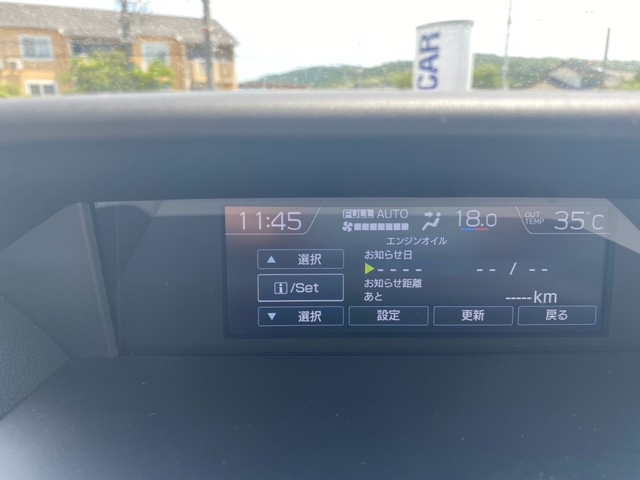 CAR
11:45 FULL AUTO 18.0 OUT TEMP 35℃
エンジンオイル
▲ 選択
お知らせ日
i/Set
---- --/--
お知らせ距離
あと -----km
▼ 選択 設定 更新 戻る